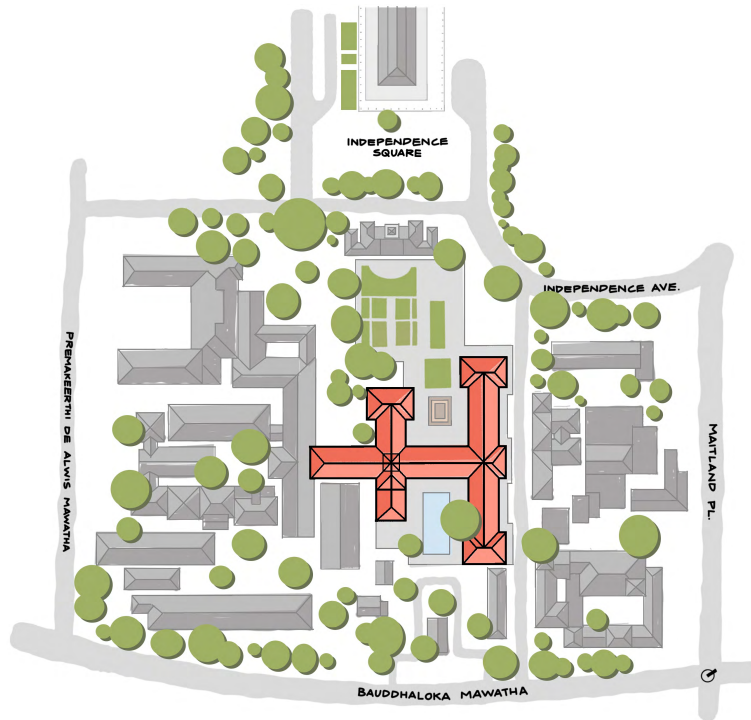 INDEPENDENCE
SQUARE
INDEPENDENCE AVE.
PREMAKEERTHI DE ALWIS MAWATHA
MAITLAND PL.
BAUDDHALOKA MAWATHA